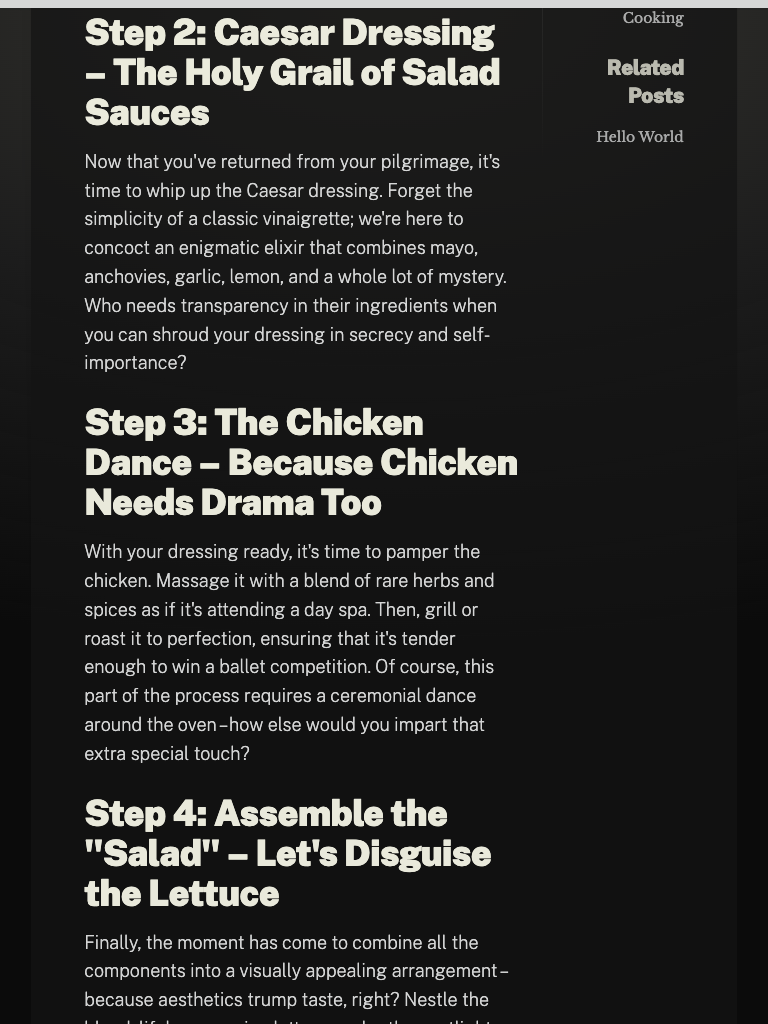 Step 2: Caesar Dressing
– The Holy Grail of Salad
Sauces
Now that you've returned from your pilgrimage, it's
time to whip up the Caesar dressing. Forget the
simplicity of a classic vinaigrette; we're here to
concoct an enigmatic elixir that combines mayo,
anchovies, garlic, lemon, and a whole lot of mystery.
Who needs transparency in their ingredients when
you can shroud your dressing in secrecy and self-
importance?
Step 3: The Chicken
Dance – Because Chicken
Needs Drama Too
With your dressing ready, it's time to pamper the
chicken. Massage it with a blend of rare herbs and
spices as if it's attending a day spa. Then, grill or
roast it to perfection, ensuring that it's tender
enough to win a ballet competition. Of course, this
part of the process requires a ceremonial dance
around the oven–how else would you impart that
extra special touch?
Step 4: Assemble the
"Salad" – Let's Disguise
the Lettuce
Finally, the moment has come to combine all the
components into a visually appealing arrangement–
because aesthetics trump taste, right? Nestle the
Cooking
Related
Posts
Hello World